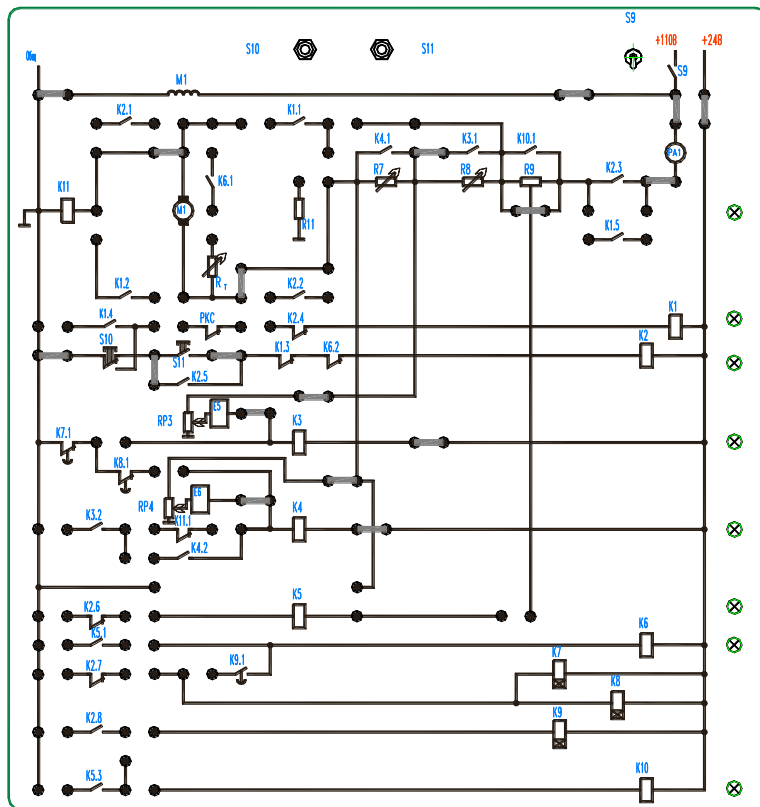 S9
S10
S11
+110В
+24В
Общ
S9
M1
K2.1
K1.1
K4.1
K3.1
K10.1
PA1
R7
R8
R9
K2.3
K11
K6.1
M1
R11
K1.5
R т
K1.2
K2.2
K1.4
РКС
K2.4
K1
S10
S11
K1.3
K6.2
K2
K2.5
RP3
E5
K7.1
K3
K8.1
RP4
E6
K3.2
K11.1
K4
K4.2
K2.6
K5
K5.1
K6
K2.7
K9.1
K7
K8
K2.8
K9
K5.3
K10